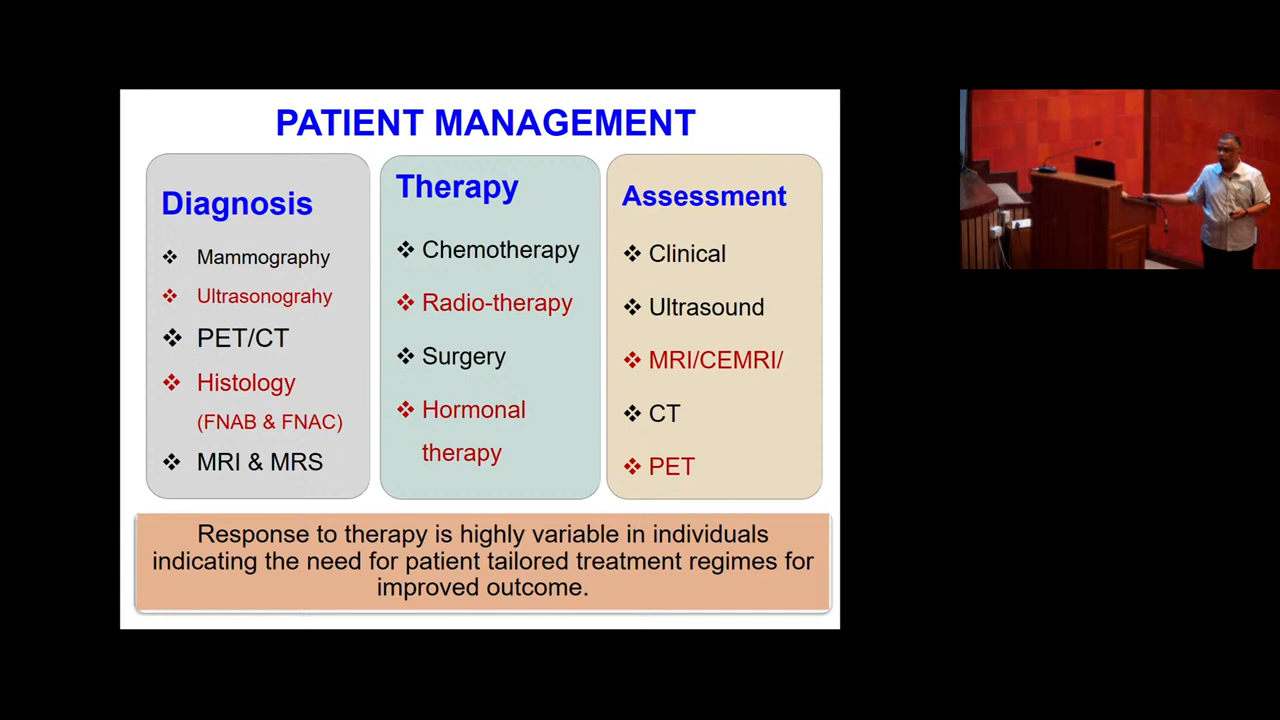 PATIENT MANAGEMENT
Diagnosis
❖ Mammography
❖ Ultrasonograhy
❖ PET/CT
❖ Histology
(FNAB & FNAC)
❖ MRI & MRS
Therapy
❖ Chemotherapy
❖ Radio-therapy
❖ Surgery
❖ Hormonal
therapy
Assessment
❖ Clinical
❖ Ultrasound
❖ MRI/CEMRI/
❖ CT
❖ PET
Response to therapy is highly variable in individuals
indicating the need for patient tailored treatment regimes for
improved outcome.